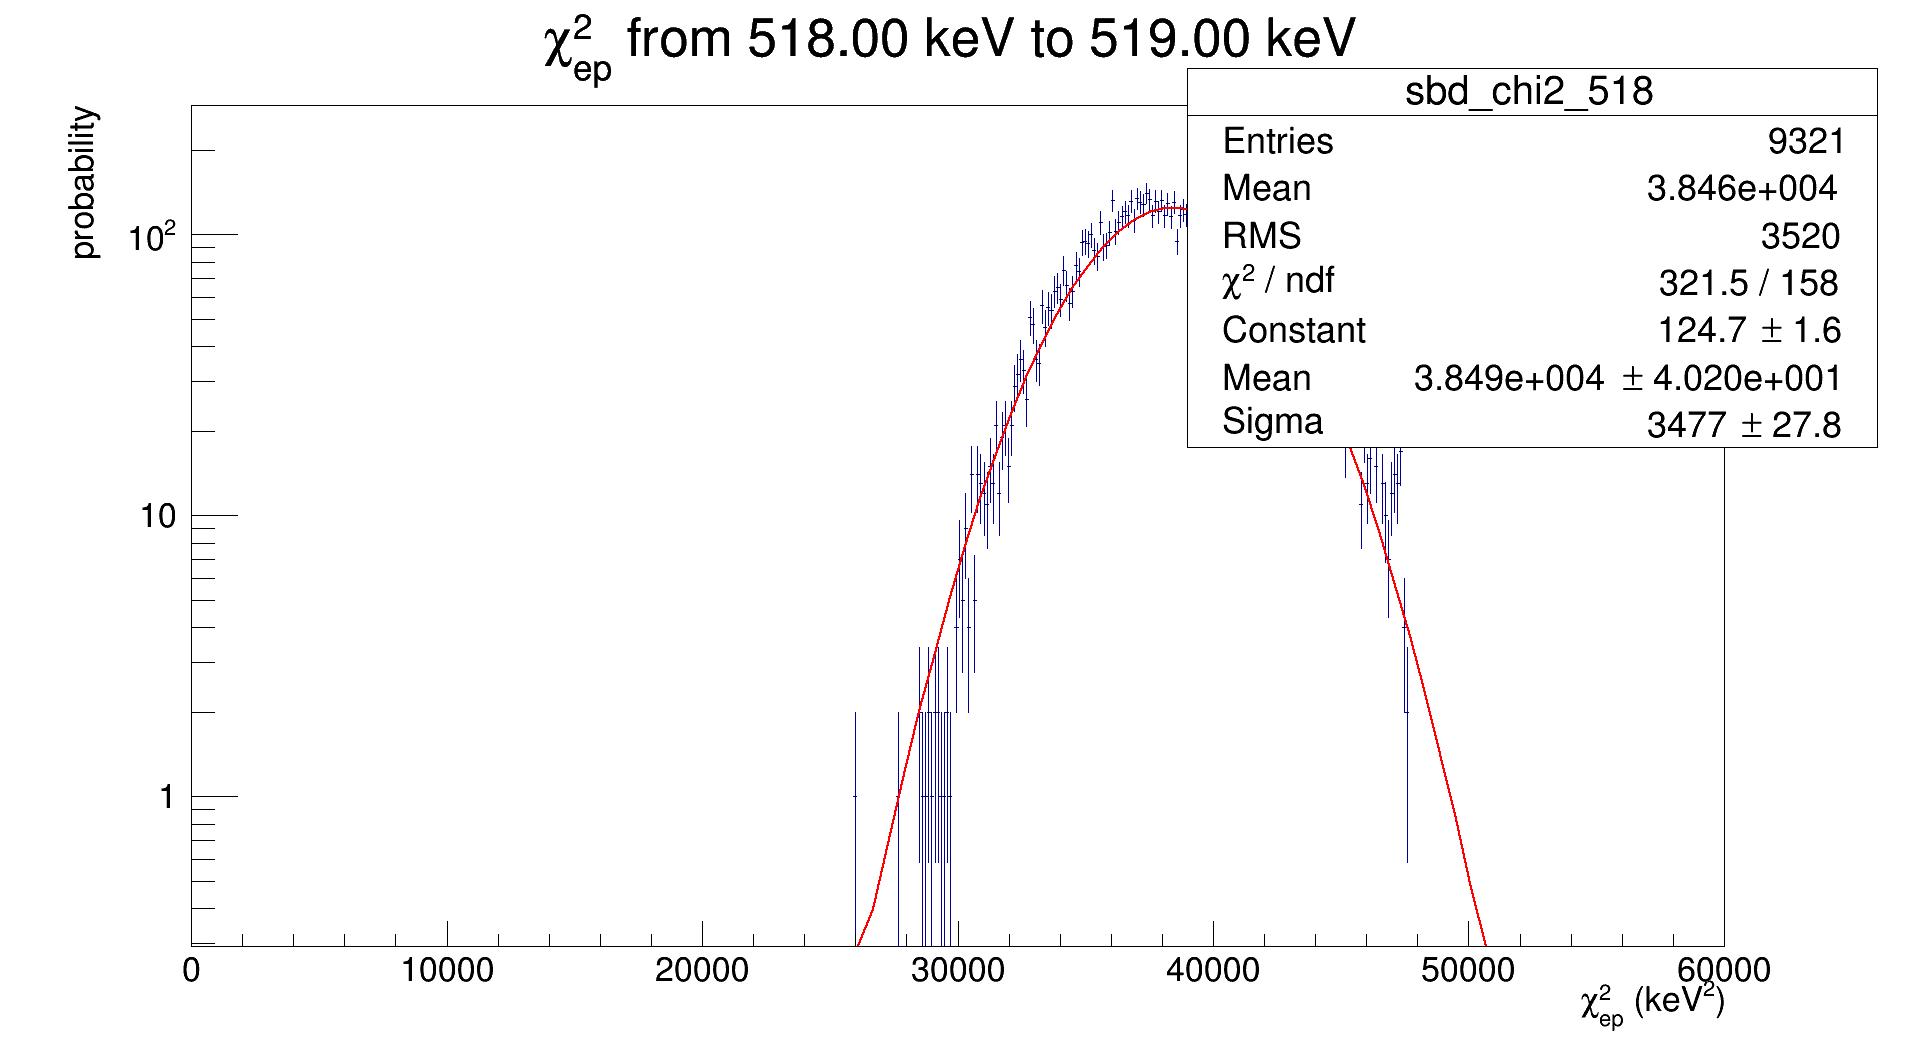 χ²ep from 518.00 keV to 519.00 keV
sbd_chi2_518
Entries 9321
Mean 3.846e+004
RMS 3520
χ² / ndf 321.5 / 158
Constant 124.7 ± 1.6
Mean 3.849e+004 ± 4.020e+001
Sigma 3477 ± 27.8
probability
10²
10
1
0 10000 20000 30000 40000 50000 60000
χ²ep (keV²)